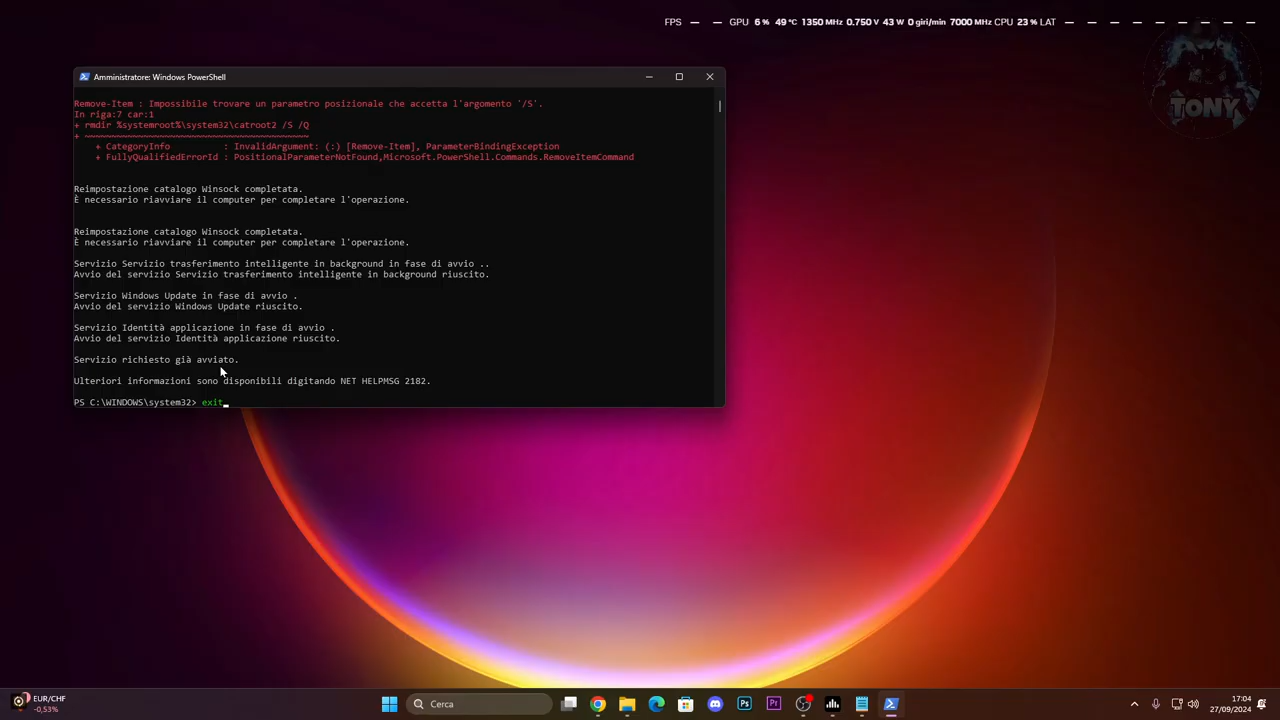 FPS — — GPU 6 % 49 °C 1350 MHz 0.750 V 43 W 0 giri/min 7000 MHz CPU 23 % LAT — — — — — — — —
TONY
Amministratore: Windows PowerShell
Remove-Item : Impossibile trovare un parametro posizionale che accetta l'argomento '/S'.
In riga:7 car:1
+ rmdir %systemroot%\system32\catroot2 /S /Q
+ ~~~~~~~~~~~~~~~~~~~~~~~~~~~~~~~~~~~~~~~~~~
    + CategoryInfo          : InvalidArgument: (:) [Remove-Item], ParameterBindingException
    + FullyQualifiedErrorId : PositionalParameterNotFound,Microsoft.PowerShell.Commands.RemoveItemCommand
Reimpostazione catalogo Winsock completata.
È necessario riavviare il computer per completare l'operazione.
Reimpostazione catalogo Winsock completata.
È necessario riavviare il computer per completare l'operazione.
Servizio Servizio trasferimento intelligente in background in fase di avvio ..
Avvio del servizio Servizio trasferimento intelligente in background riuscito.
Servizio Windows Update in fase di avvio .
Avvio del servizio Windows Update riuscito.
Servizio Identità applicazione in fase di avvio .
Avvio del servizio Identità applicazione riuscito.
Servizio richiesto già avviato.
Ulteriori informazioni sono disponibili digitando NET HELPMSG 2182.
PS C:\WINDOWS\system32> exit
EUR/CHF
-0,53%
Cerca
Ps
Pr
17:04
27/09/2024